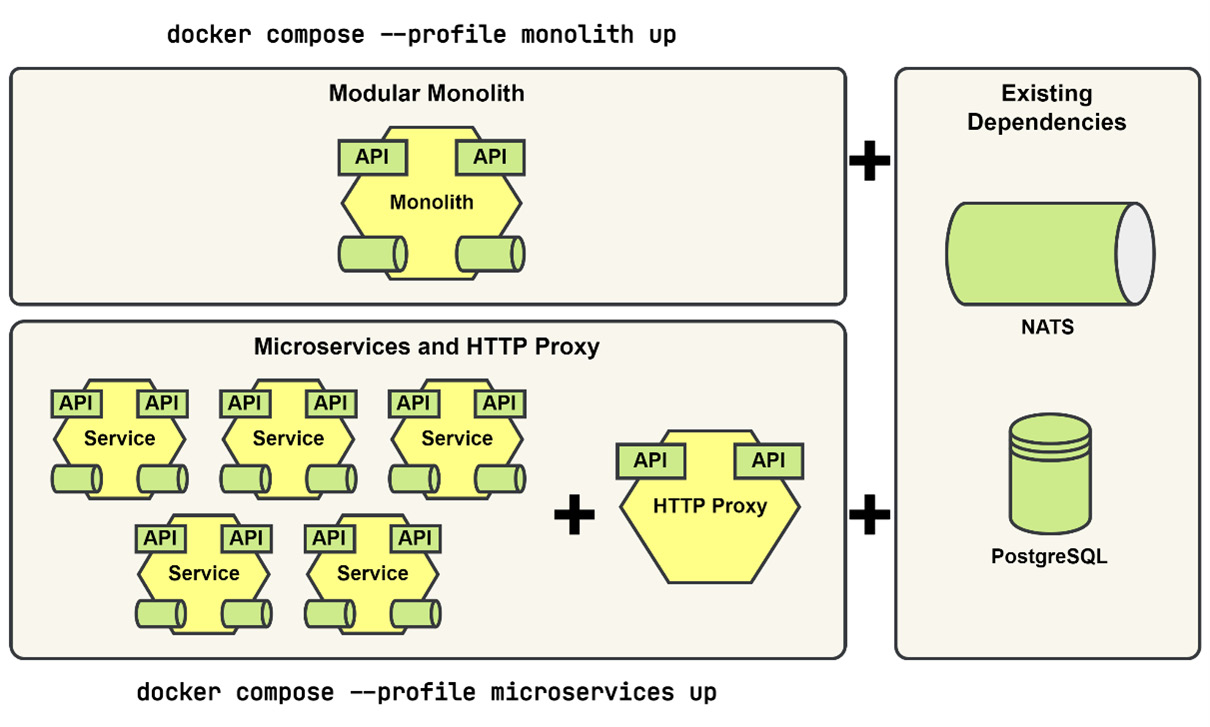 docker compose --profile monolith up
Modular Monolith
API API
Monolith
Existing
Dependencies
NATS
PostgreSQL
Microservices and HTTP Proxy
API API API API API API
Service Service Service
API API
HTTP Proxy
API API API API
Service Service
docker compose --profile microservices up